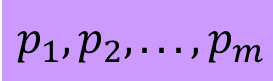 p₁, p₂, ..., pₘ